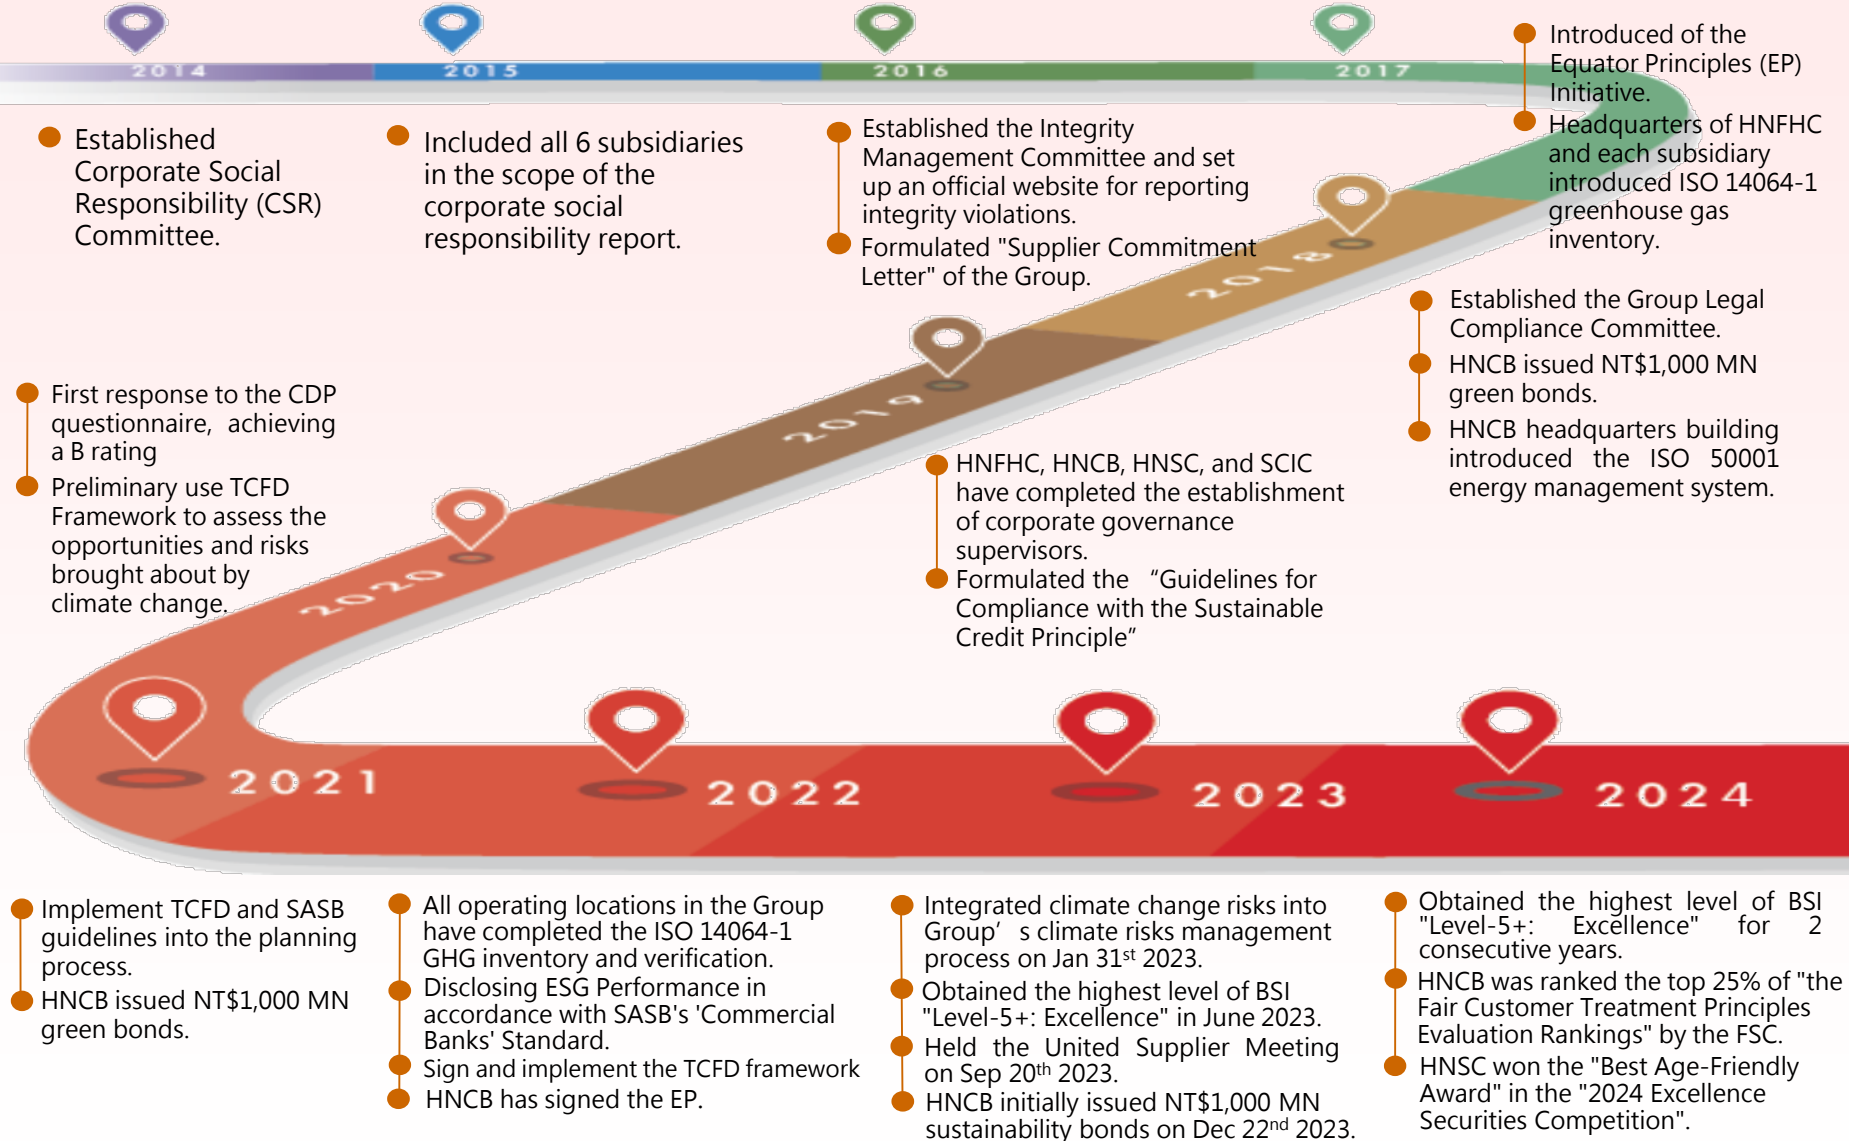 2014
2015
2016
2017
Established
Corporate Social
Responsibility (CSR)
Committee.
Included all 6 subsidiaries
in the scope of the
corporate social
responsibility report.
Established the Integrity
Management Committee and set
up an official website for reporting
integrity violations.
Formulated "Supplier Commitment
Letter" of the Group.
Introduced of the
Equator Principles (EP)
Initiative.
Headquarters of HNFHC
and each subsidiary
introduced ISO 14064-1
greenhouse gas
inventory.
2018
Established the Group Legal
Compliance Committee.
HNCB issued NT$1,000 MN
green bonds.
HNCB headquarters building
introduced the ISO 50001
energy management system.
2019
HNFHC, HNCB, HNSC, and SCIC
have completed the establishment
of corporate governance
supervisors.
Formulated the “Guidelines for
Compliance with the Sustainable
Credit Principle”
2020
First response to the CDP
questionnaire, achieving
a B rating
Preliminary use TCFD
Framework to assess the
opportunities and risks
brought about by
climate change.
2021
2022
2023
2024
Implement TCFD and SASB
guidelines into the planning
process.
HNCB issued NT$1,000 MN
green bonds.
All operating locations in the Group
have completed the ISO 14064-1
GHG inventory and verification.
Disclosing ESG Performance in
accordance with SASB's 'Commercial
Banks' Standard.
Sign and implement the TCFD framework
HNCB has signed the EP.
Integrated climate change risks into
Group’ s climate risks management
process on Jan 31st 2023.
Obtained the highest level of BSI
"Level-5+: Excellence" in June 2023.
Held the United Supplier Meeting
on Sep 20th 2023.
HNCB initially issued NT$1,000 MN
sustainability bonds on Dec 22nd 2023.
Obtained the highest level of BSI
"Level-5+: Excellence" for 2
consecutive years.
HNCB was ranked the top 25% of "the
Fair Customer Treatment Principles
Evaluation Rankings" by the FSC.
HNSC won the "Best Age-Friendly
Award" in the "2024 Excellence
Securities Competition".